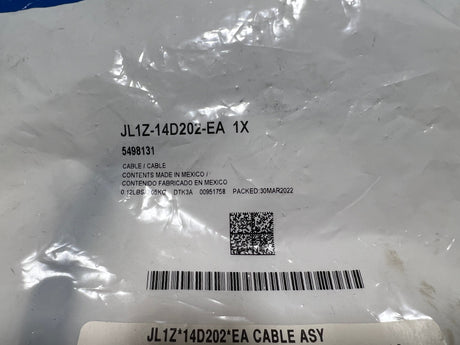 JL1Z-14D202-EA 1X
5498131
CABLE / CABLE
CONTENTS MADE IN MEXICO /
CONTENIDO FABRICADO EN MEXICO
0.12LBS .05KG DTK3A 00951758 PACKED:30MAR2022
JL1Z*14D202*EA CABLE ASY